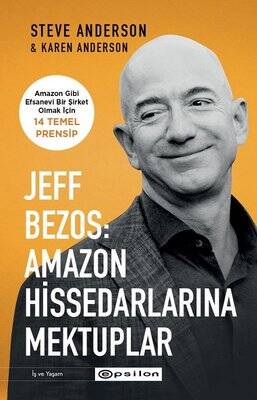 STEVE ANDERSON
& KAREN ANDERSON
Amazon Gibi
Efsanevi Bir Şirket
Olmak İçin
14 TEMEL
PRENSİP
JEFF
BEZOS:
AMAZON
HİSSEDARLARINA
MEKTUPLAR
İş ve Yaşam
epsilon